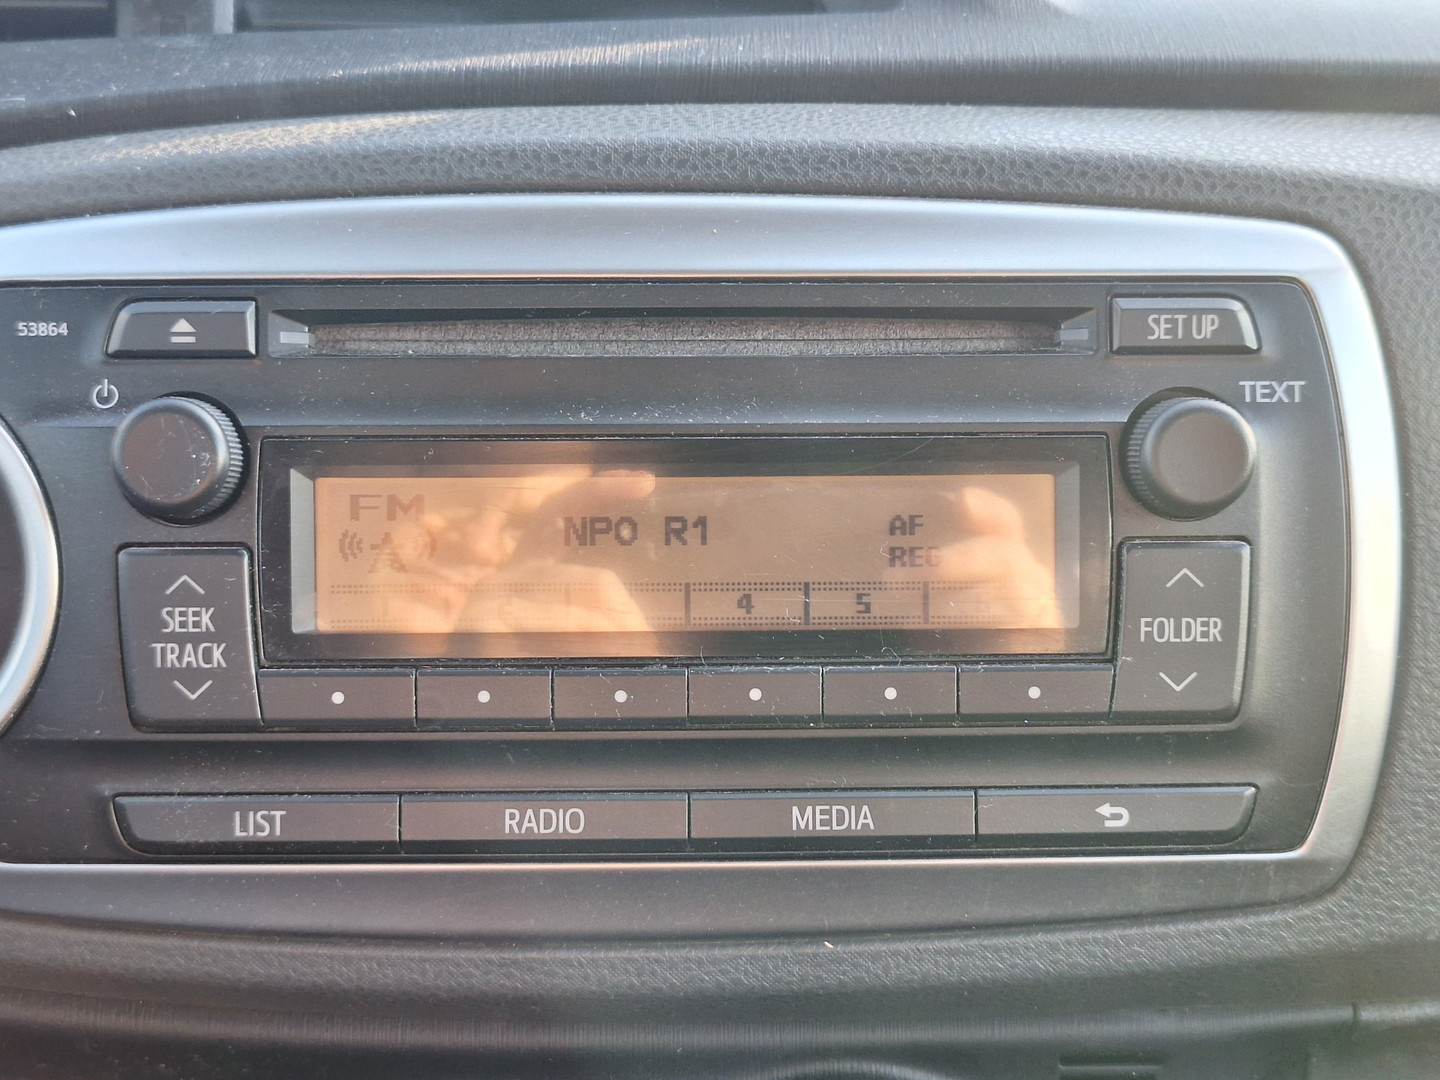 53864
SET UP
TEXT
FM
NPO R1
AF
REG
4 5
SEEK
TRACK
FOLDER
LIST
RADIO
MEDIA